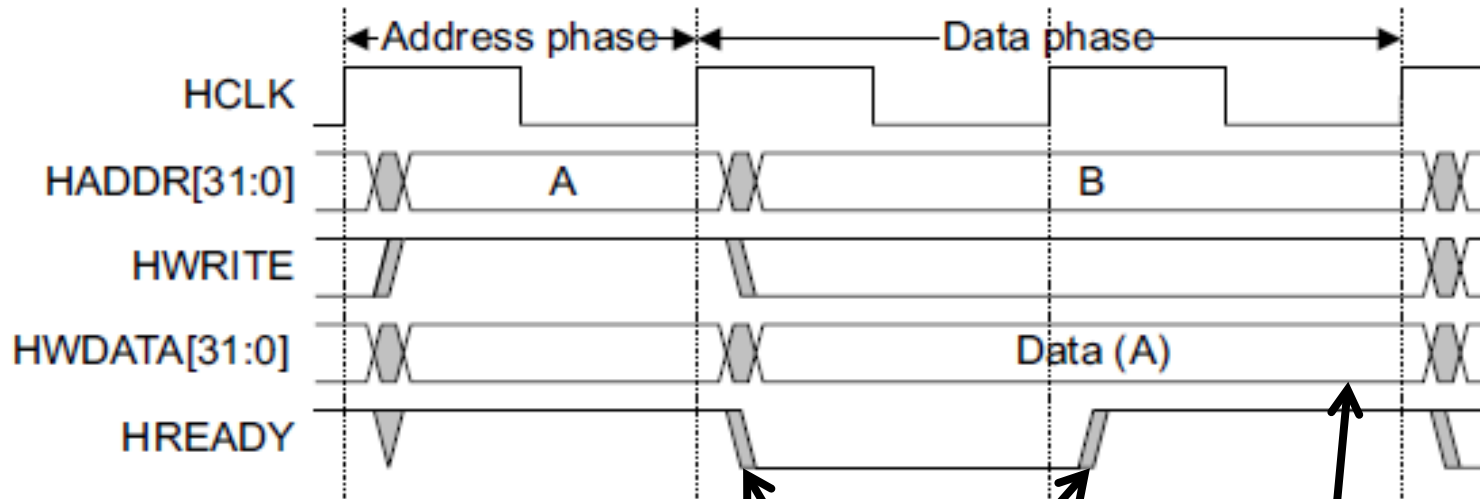 Address phase Data phase
HCLK
HADDR[31:0] A B
HWRITE
HWDATA[31:0] Data (A)
HREADY